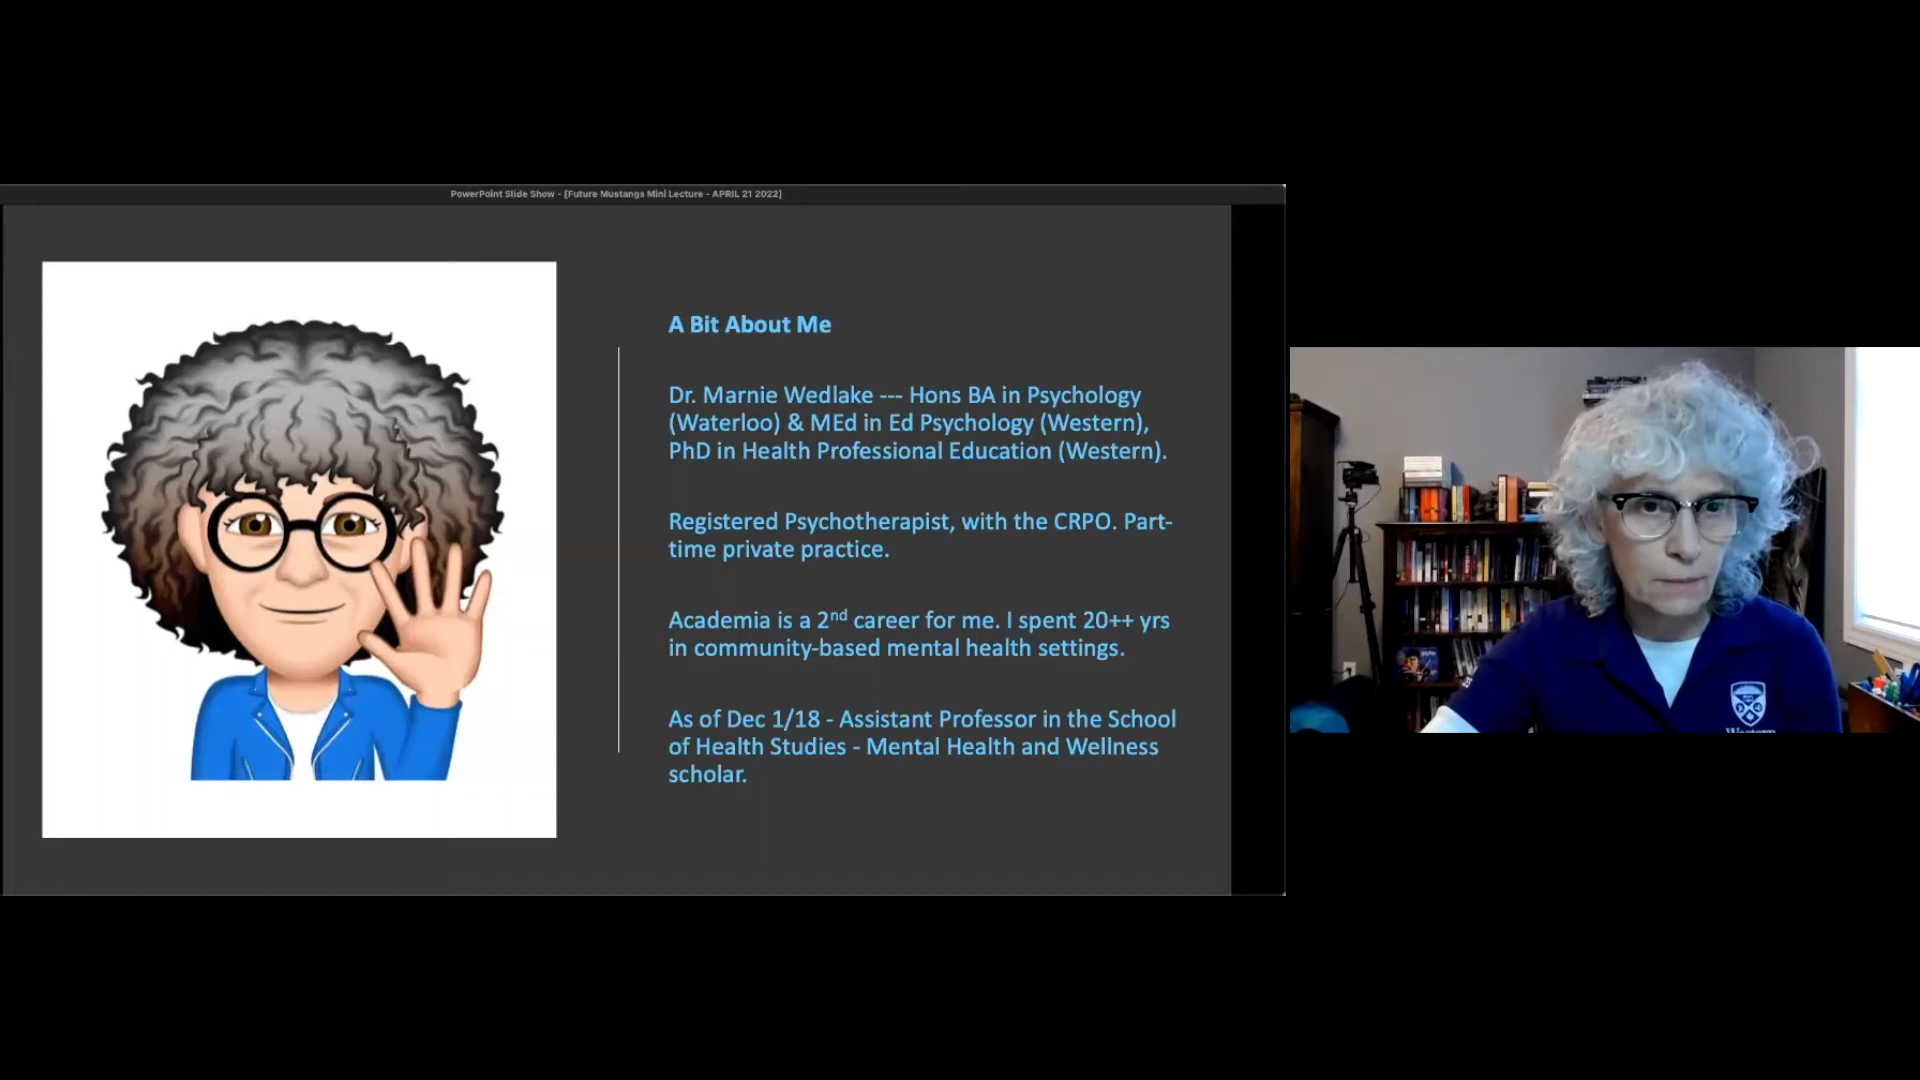 PowerPoint Slide Show - [Future Mustangs Mini Lecture - APRIL 21 2022]
A Bit About Me
Dr. Marnie Wedlake --- Hons BA in Psychology
(Waterloo) & MEd in Ed Psychology (Western),
PhD in Health Professional Education (Western).
Registered Psychotherapist, with the CRPO. Part-
time private practice.
Academia is a 2nd career for me. I spent 20++ yrs
in community-based mental health settings.
As of Dec 1/18 - Assistant Professor in the School
of Health Studies - Mental Health and Wellness
scholar.
Western